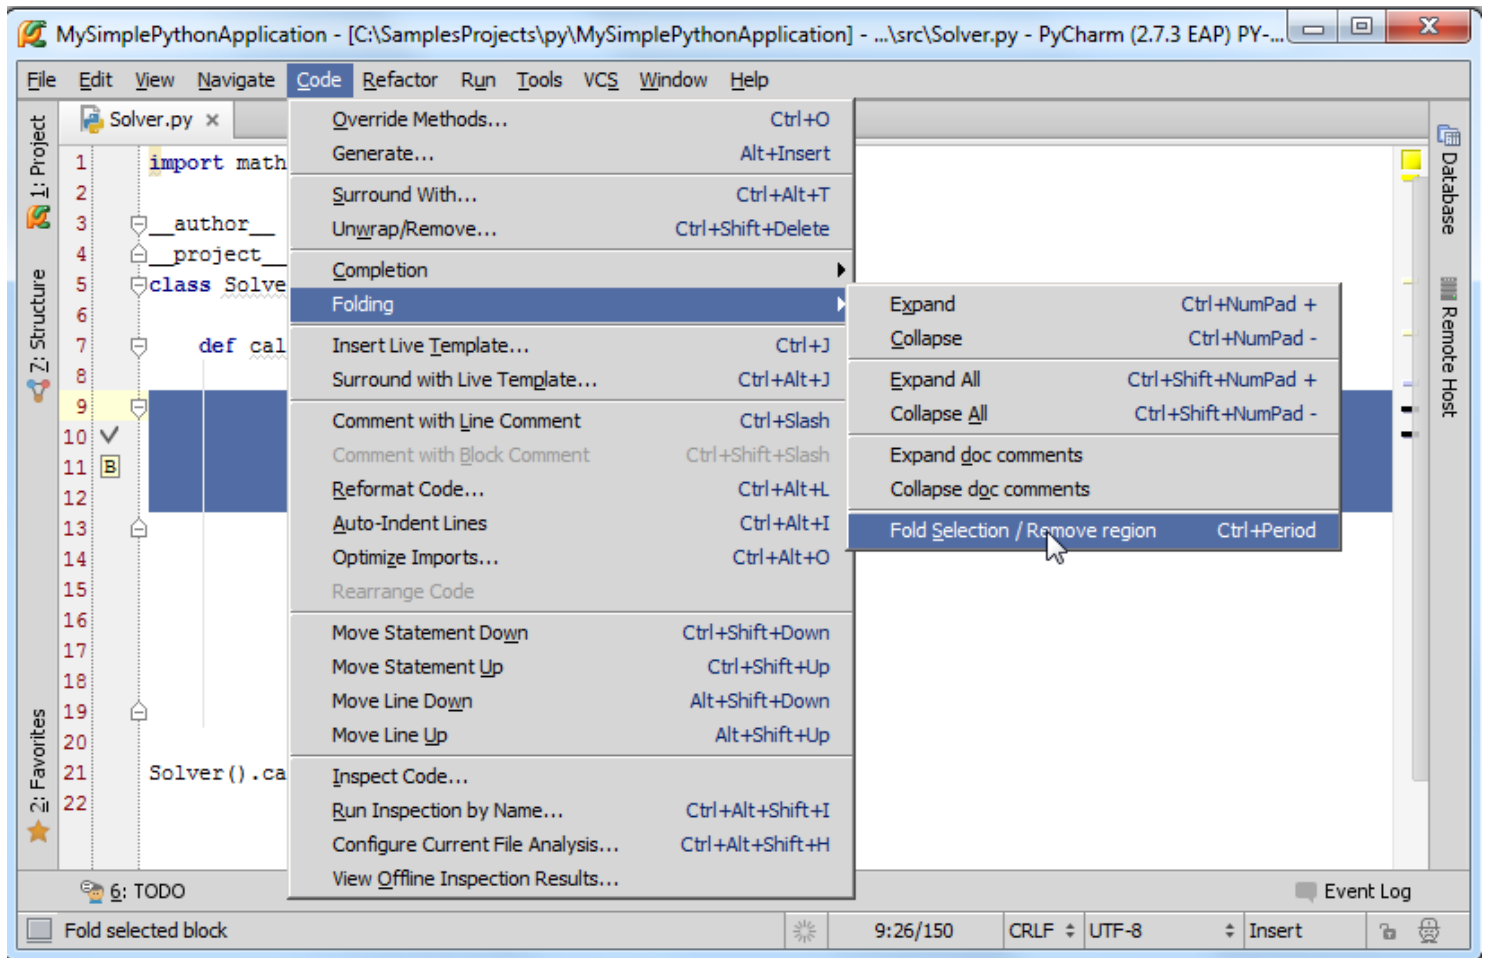 MySimplePythonApplication - [C:\SamplesProjects\py\MySimplePythonApplication] - ...\src\Solver.py - PyCharm (2.7.3 EAP) PY-...
File Edit View Navigate Code Refactor Run Tools VCS Window Help
Solver.py
1: Project
7: Structure
2: Favorites
1 import math
2
3 __author__
4 __project__
5 class Solve
6
7 def cal
8
9
10
11 B
12
13
14
15
16
17
18
19
20
21 Solver().ca
22
Override Methods... Ctrl+O
Generate... Alt+Insert
Surround With... Ctrl+Alt+T
Unwrap/Remove... Ctrl+Shift+Delete
Completion
Folding
Insert Live Template... Ctrl+J
Surround with Live Template... Ctrl+Alt+J
Comment with Line Comment Ctrl+Slash
Comment with Block Comment Ctrl+Shift+Slash
Reformat Code... Ctrl+Alt+L
Auto-Indent Lines Ctrl+Alt+I
Optimize Imports... Ctrl+Alt+O
Rearrange Code
Move Statement Down Ctrl+Shift+Down
Move Statement Up Ctrl+Shift+Up
Move Line Down Alt+Shift+Down
Move Line Up Alt+Shift+Up
Inspect Code...
Run Inspection by Name... Ctrl+Alt+Shift+I
Configure Current File Analysis... Ctrl+Alt+Shift+H
View Offline Inspection Results...
Expand Ctrl+NumPad +
Collapse Ctrl+NumPad -
Expand All Ctrl+Shift+NumPad +
Collapse All Ctrl+Shift+NumPad -
Expand doc comments
Collapse doc comments
Fold Selection / Remove region Ctrl+Period
Database
Remote Host
6: TODO
Event Log
Fold selected block 9:26/150 CRLF UTF-8 Insert